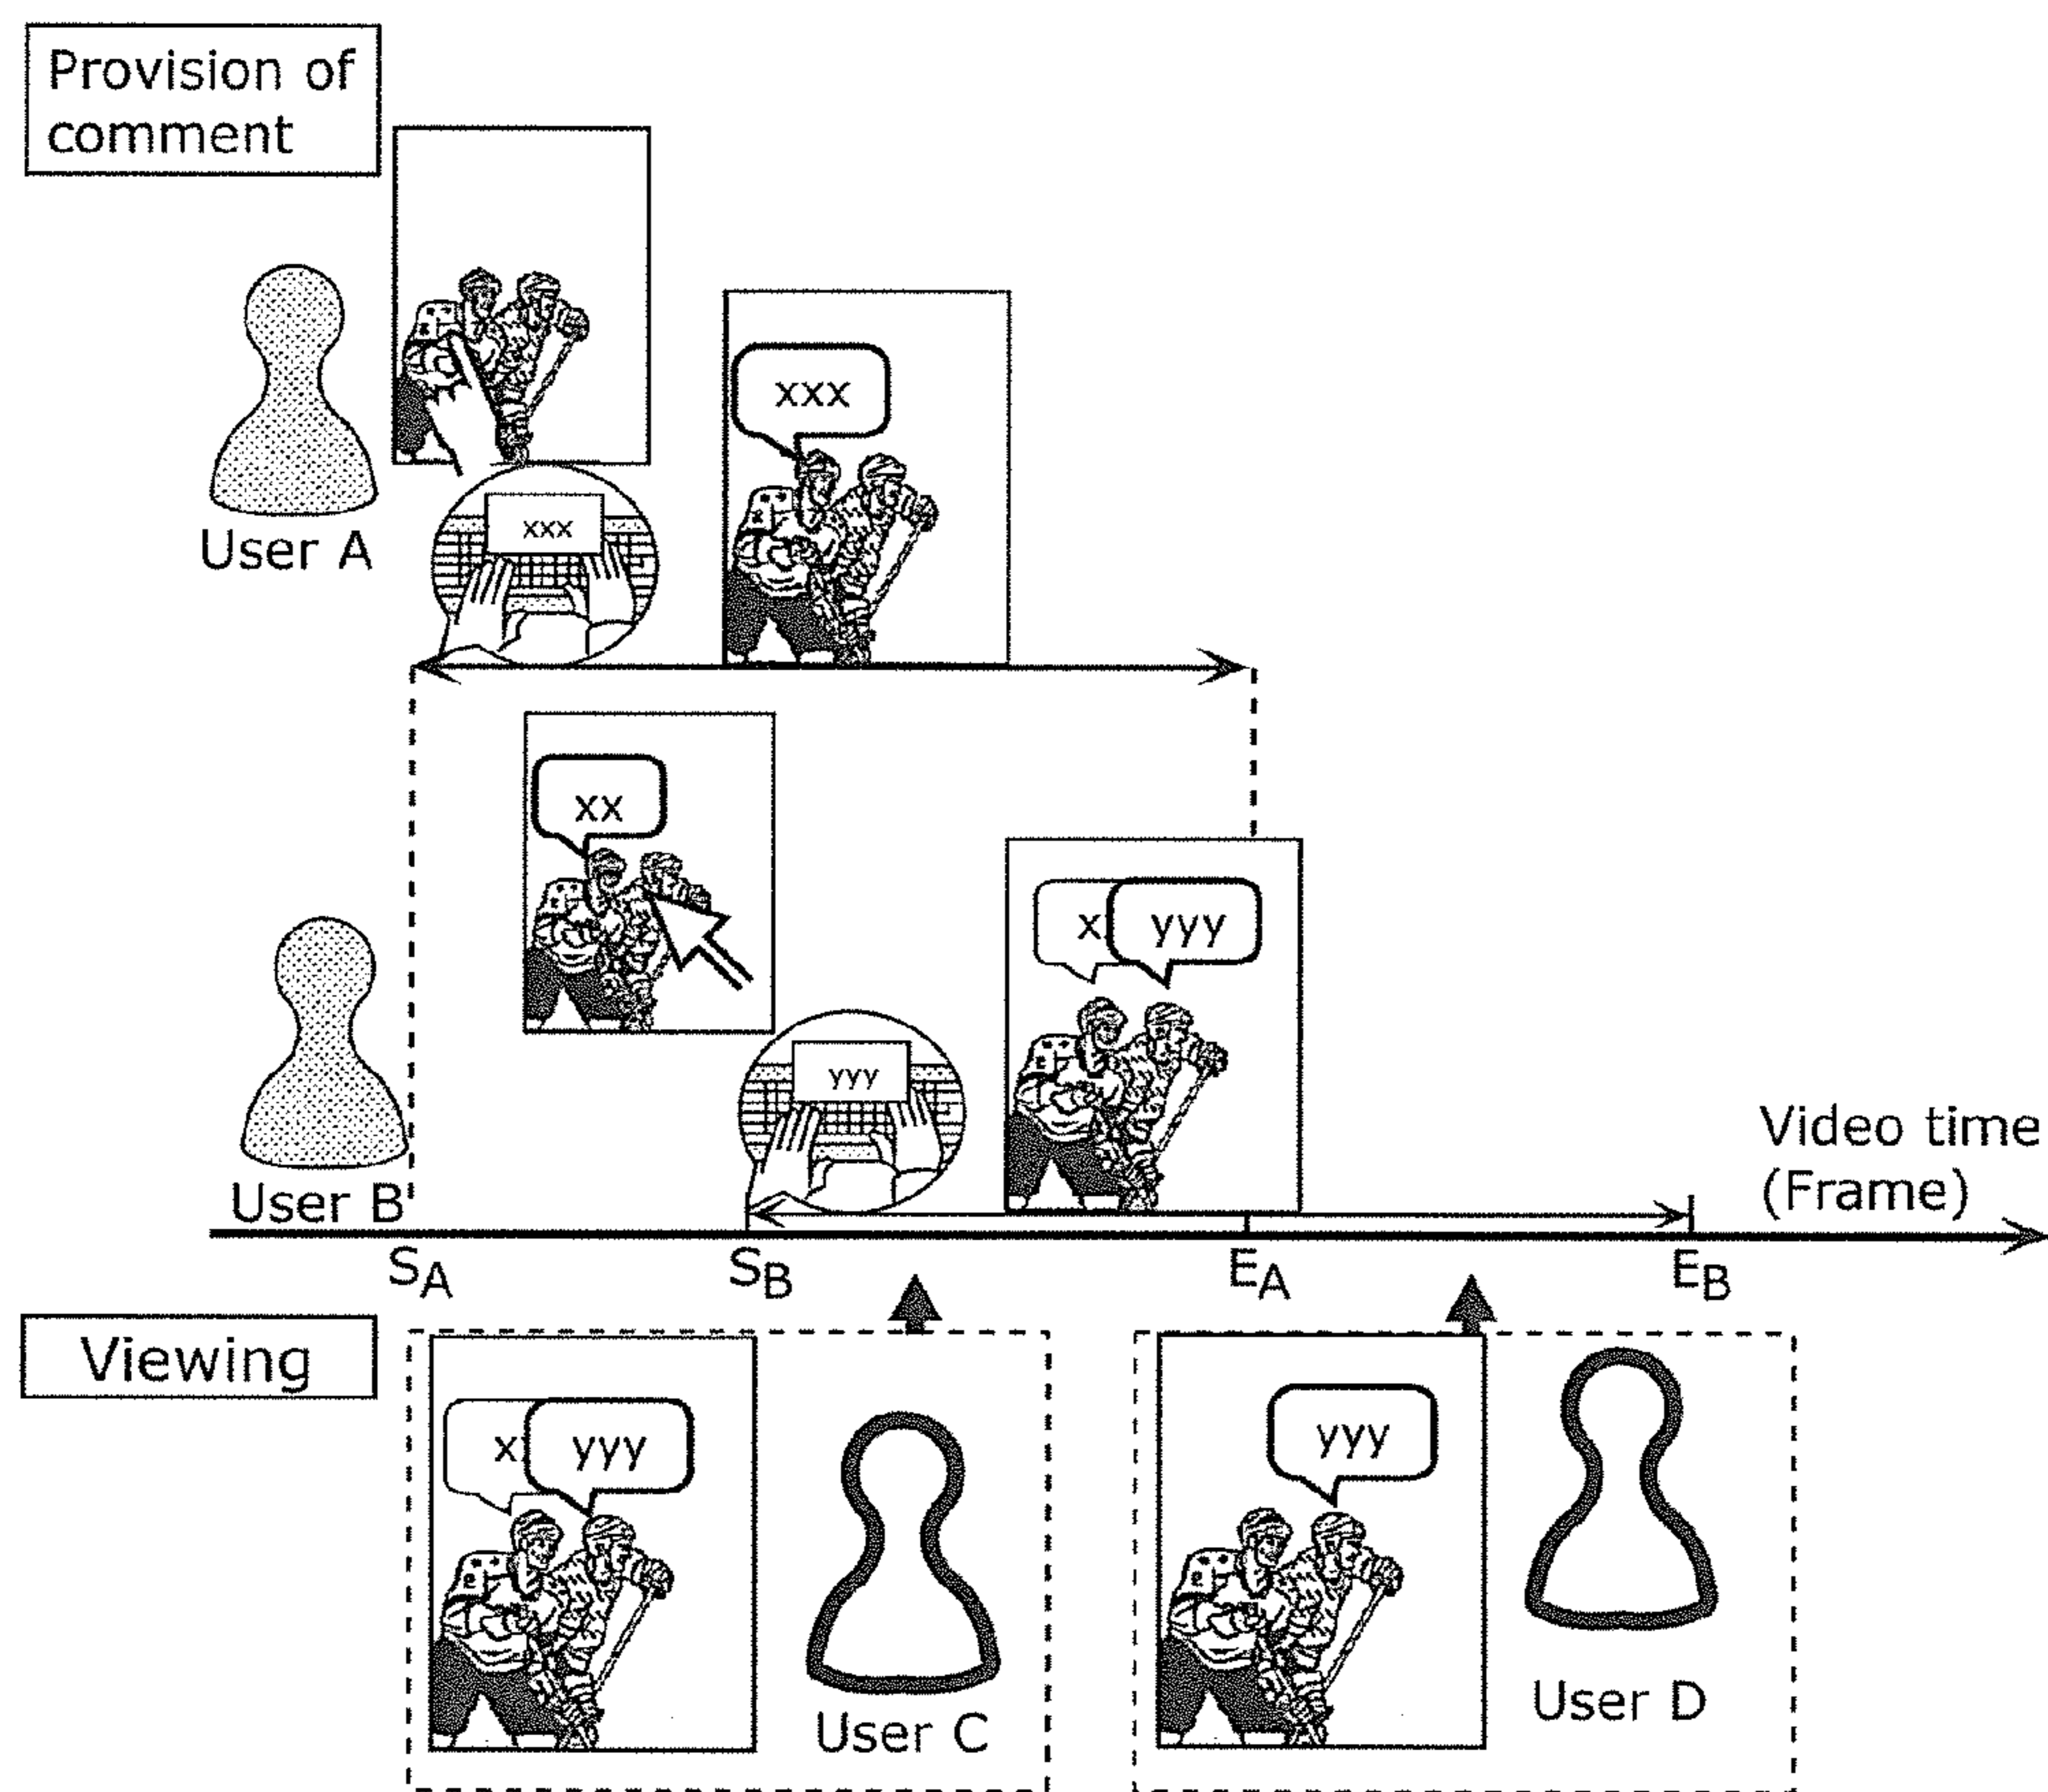 Provision of
comment
xxx
User A
xxx
xx
x
yyy
yyy
User B
Video time
(Frame)
SA
SB
EA
EB
Viewing
x
yyy
User C
yyy
User D